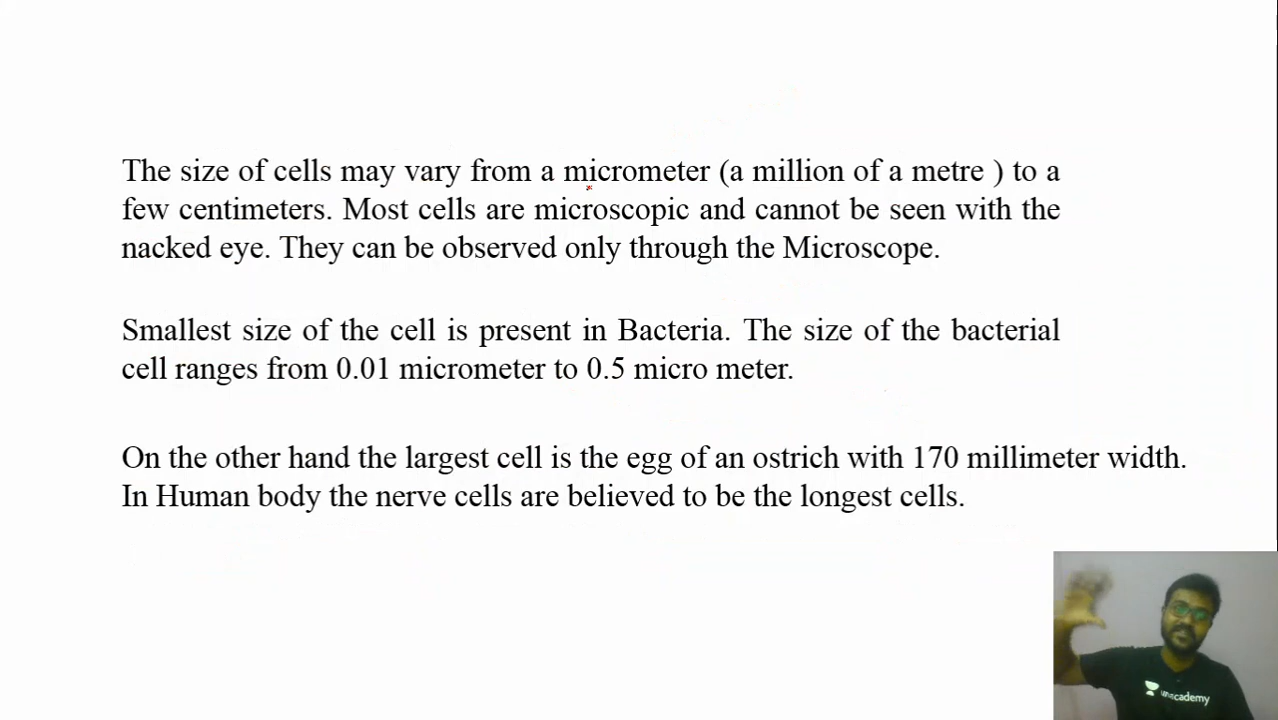 The size of cells may vary from a micrometer (a million of a metre ) to a
few centimeters. Most cells are microscopic and cannot be seen with the
nacked eye. They can be observed only through the Microscope.
Smallest size of the cell is present in Bacteria. The size of the bacterial
cell ranges from 0.01 micrometer to 0.5 micro meter.
On the other hand the largest cell is the egg of an ostrich with 170 millimeter width.
In Human body the nerve cells are believed to be the longest cells.
unacademy